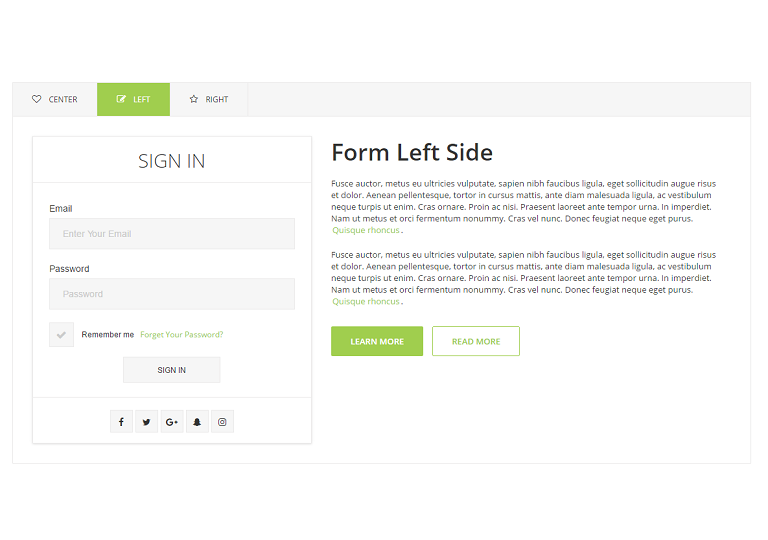 CENTER
LEFT
RIGHT
SIGN IN
Email
Enter Your Email
Password
Password
Remember me Forget Your Password?
SIGN IN
G+
Form Left Side
Fusce auctor, metus eu ultricies vulputate, sapien nibh faucibus ligula, eget sollicitudin augue risus
et dolor. Aenean pellentesque, tortor in cursus mattis, ante diam malesuada ligula, ac vestibulum
neque turpis ut enim. Cras ornare. Proin ac nisi. Praesent laoreet ante tempor urna. In imperdiet.
Nam ut metus et orci fermentum nonummy. Cras vel nunc. Donec feugiat neque eget purus.
Quisque rhoncus.
Fusce auctor, metus eu ultricies vulputate, sapien nibh faucibus ligula, eget sollicitudin augue risus
et dolor. Aenean pellentesque, tortor in cursus mattis, ante diam malesuada ligula, ac vestibulum
neque turpis ut enim. Cras ornare. Proin ac nisi. Praesent laoreet ante tempor urna. In imperdiet.
Nam ut metus et orci fermentum nonummy. Cras vel nunc. Donec feugiat neque eget purus.
Quisque rhoncus.
LEARN MORE
READ MORE